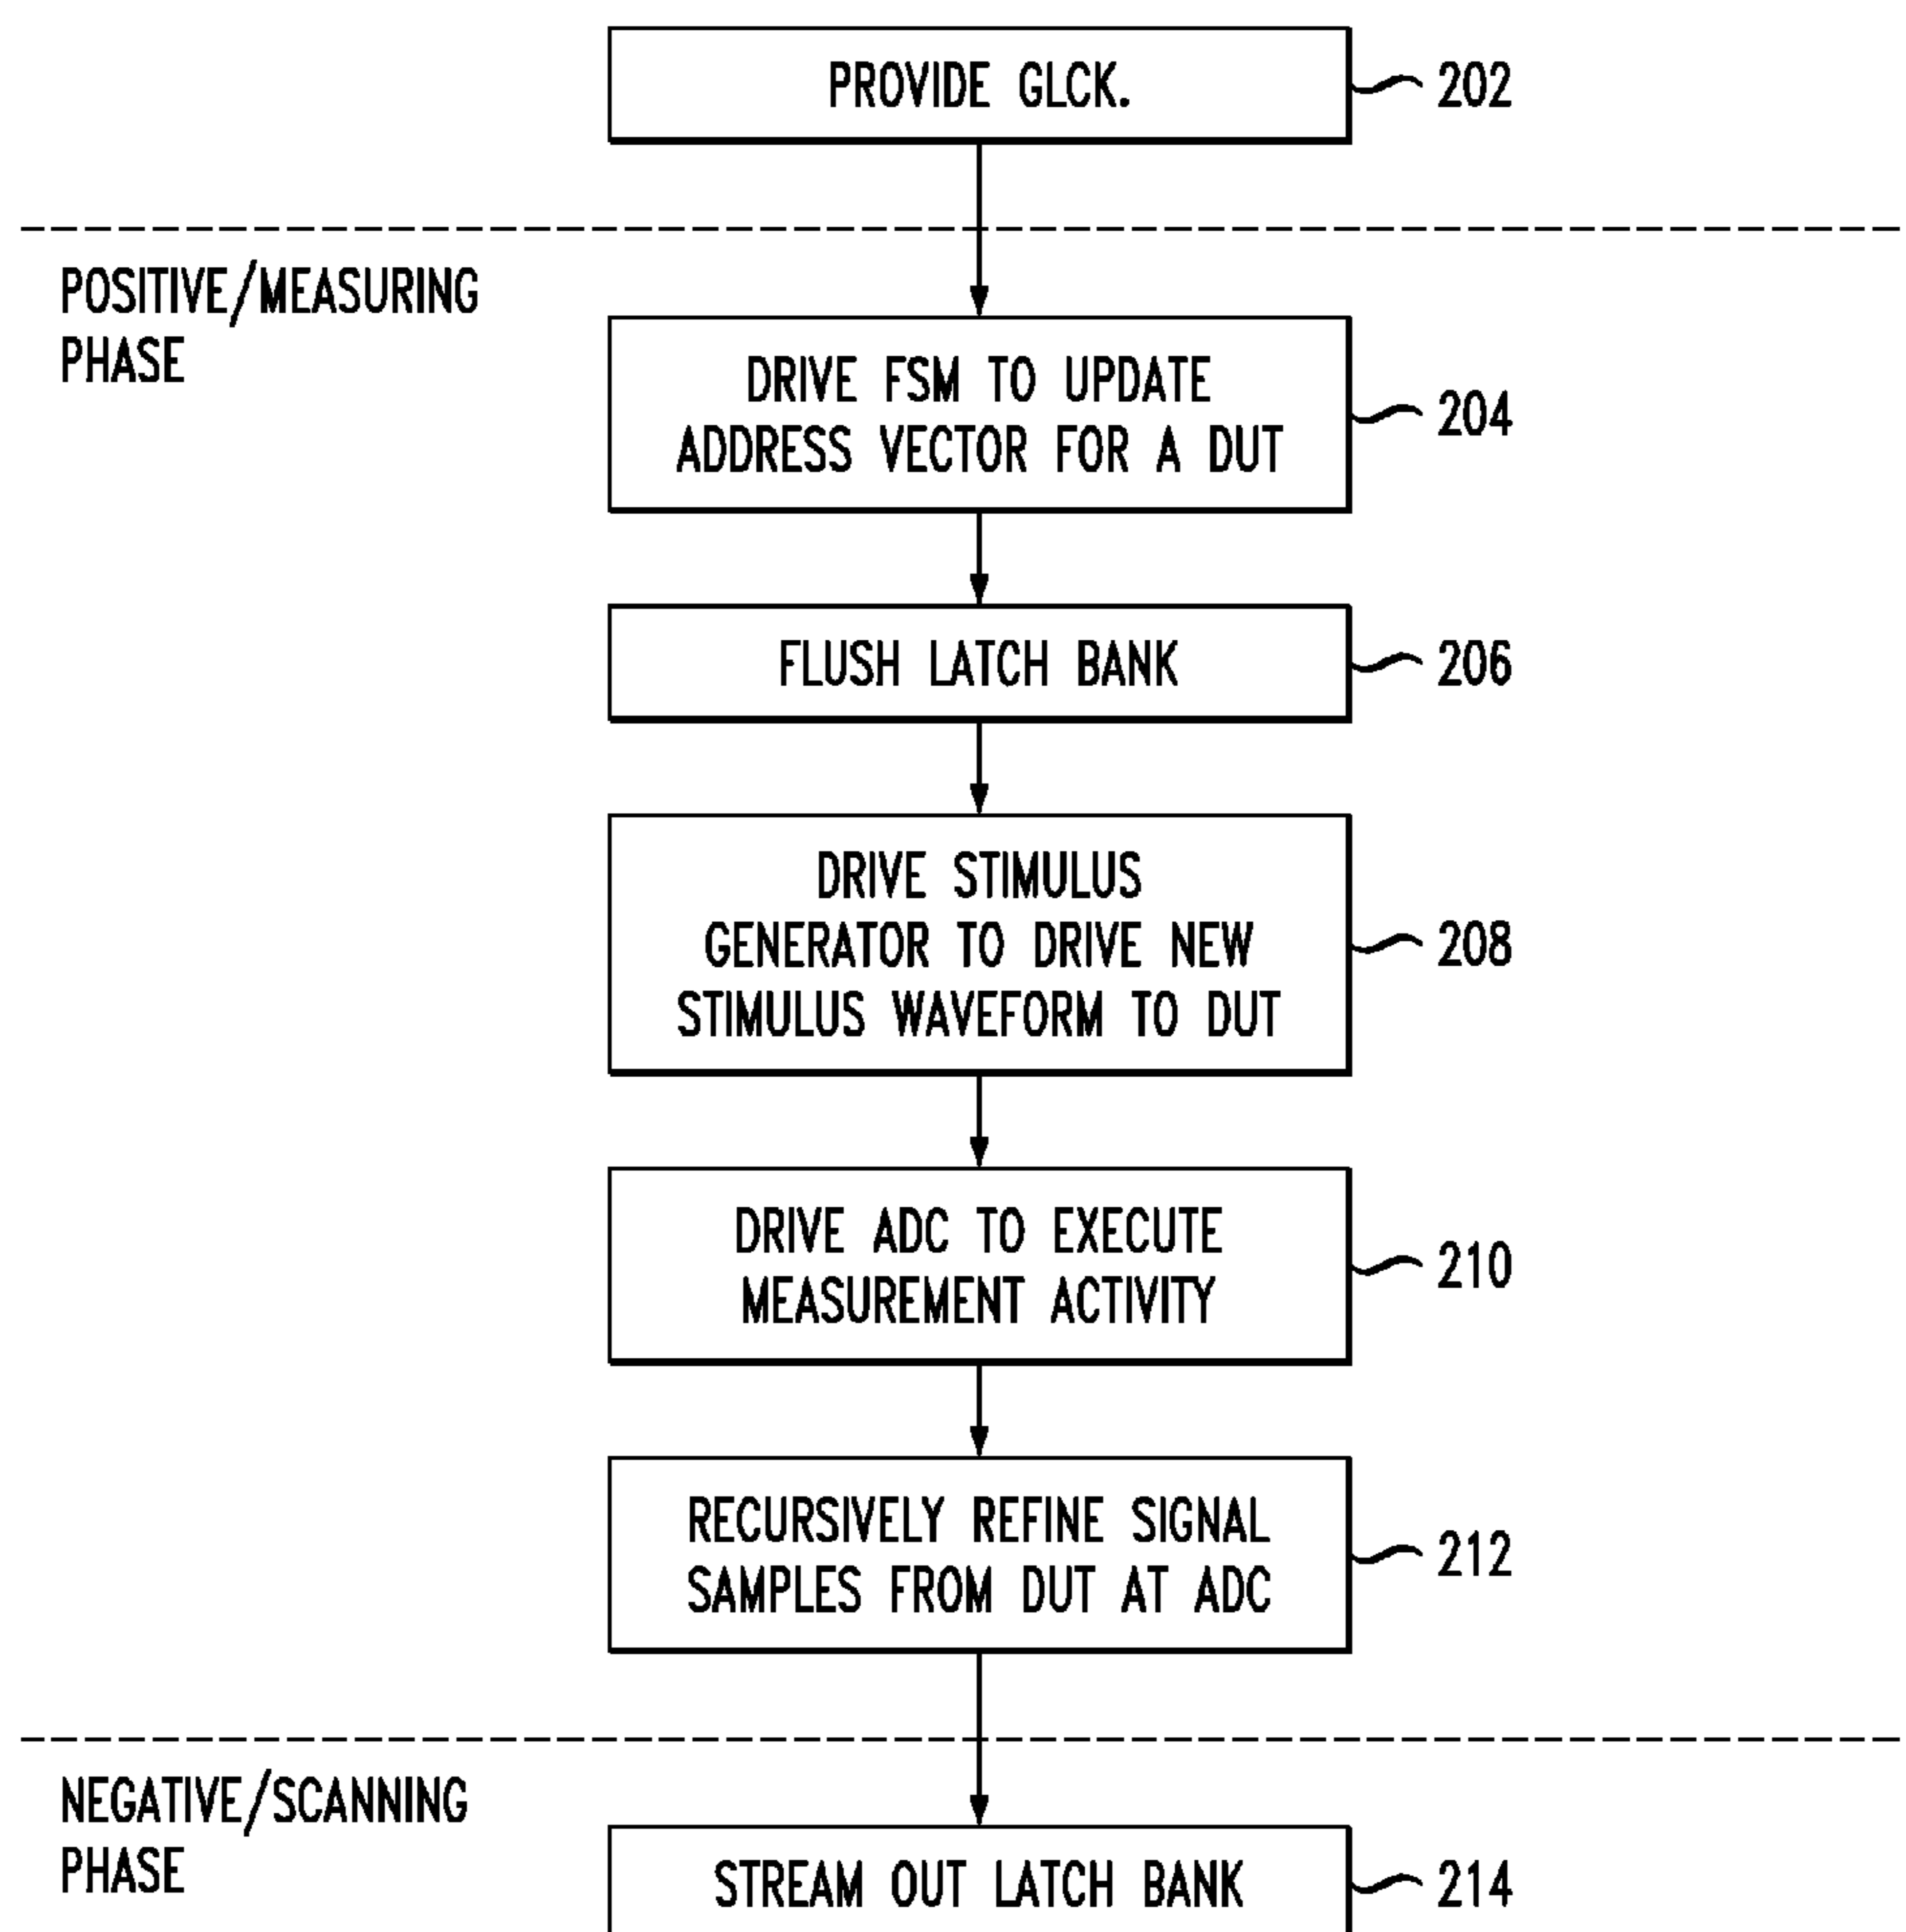 PROVIDE GLCK.
202
POSITIVE/MEASURING
PHASE
DRIVE FSM TO UPDATE
ADDRESS VECTOR FOR A DUT
204
FLUSH LATCH BANK
206
DRIVE STIMULUS
GENERATOR TO DRIVE NEW
STIMULUS WAVEFORM TO DUT
208
DRIVE ADC TO EXECUTE
MEASUREMENT ACTIVITY
210
RECURSIVELY REFINE SIGNAL
SAMPLES FROM DUT AT ADC
212
NEGATIVE/SCANNING
PHASE
STREAM OUT LATCH BANK
214